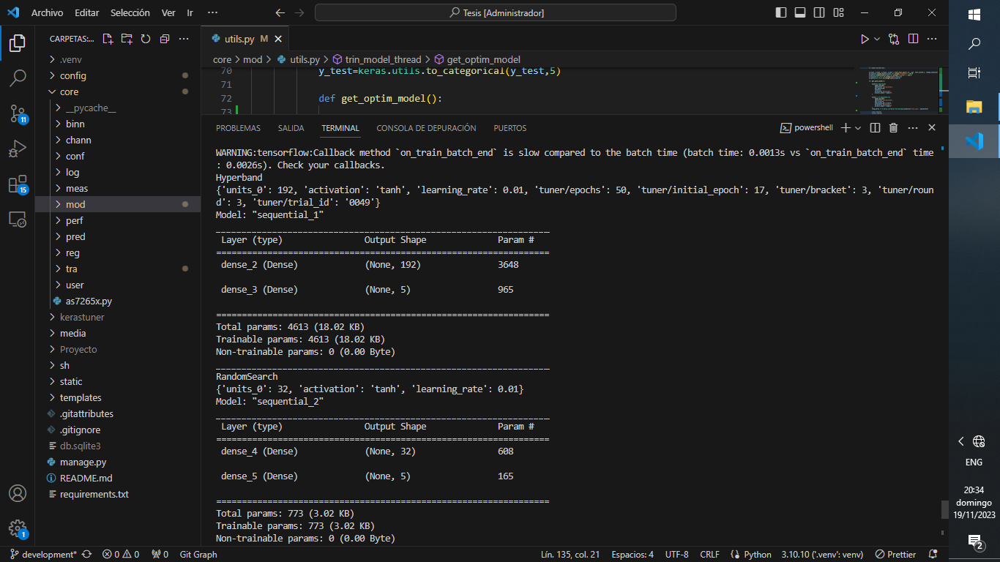 Archivo Editar Selección Ver Ir ···
Tesis [Administrador]
CARPETAS:...
.venv
config
core
__pycache__
binn
chann
conf
log
meas
mod
perf
pred
reg
tra
user
as7265x.py
kerastuner
media
Proyecto
sh
static
templates
.gitattributes
.gitignore
db.sqlite3
manage.py
README.md
requirements.txt
11
15
1
utils.py M
core > mod > utils.py > trin_model_thread > get_optim_model
70 y_test=keras.utils.to_categorical(y_test,5)
71
72 def get_optim_model():
73
PROBLEMAS SALIDA TERMINAL CONSOLA DE DEPURACIÓN PUERTOS
powershell
WARNING:tensorflow:Callback method `on_train_batch_end` is slow compared to the batch time (batch time: 0.0013s vs `on_train_batch_end` time
: 0.0026s). Check your callbacks.
Hyperband
{'units_0': 192, 'activation': 'tanh', 'learning_rate': 0.01, 'tuner/epochs': 50, 'tuner/initial_epoch': 17, 'tuner/bracket': 3, 'tuner/roun
d': 3, 'tuner/trial_id': '0049'}
Model: "sequential_1"
_________________________________________________________________
Layer (type) Output Shape Param #
=================================================================
dense_2 (Dense) (None, 192) 3648
dense_3 (Dense) (None, 5) 965
=================================================================
Total params: 4613 (18.02 KB)
Trainable params: 4613 (18.02 KB)
Non-trainable params: 0 (0.00 Byte)
_________________________________________________________________
RandomSearch
{'units_0': 32, 'activation': 'tanh', 'learning_rate': 0.01}
Model: "sequential_2"
_________________________________________________________________
Layer (type) Output Shape Param #
=================================================================
dense_4 (Dense) (None, 32) 608
dense_5 (Dense) (None, 5) 165
=================================================================
Total params: 773 (3.02 KB)
Trainable params: 773 (3.02 KB)
Non-trainable params: 0 (0.00 Byte)
development* 0 0 0 Git Graph
Lín. 135, col. 21 Espacios: 4 UTF-8 CRLF Python 3.10.10 ('.venv': venv) Prettier
ENG
20:34
domingo
19/11/2023
2